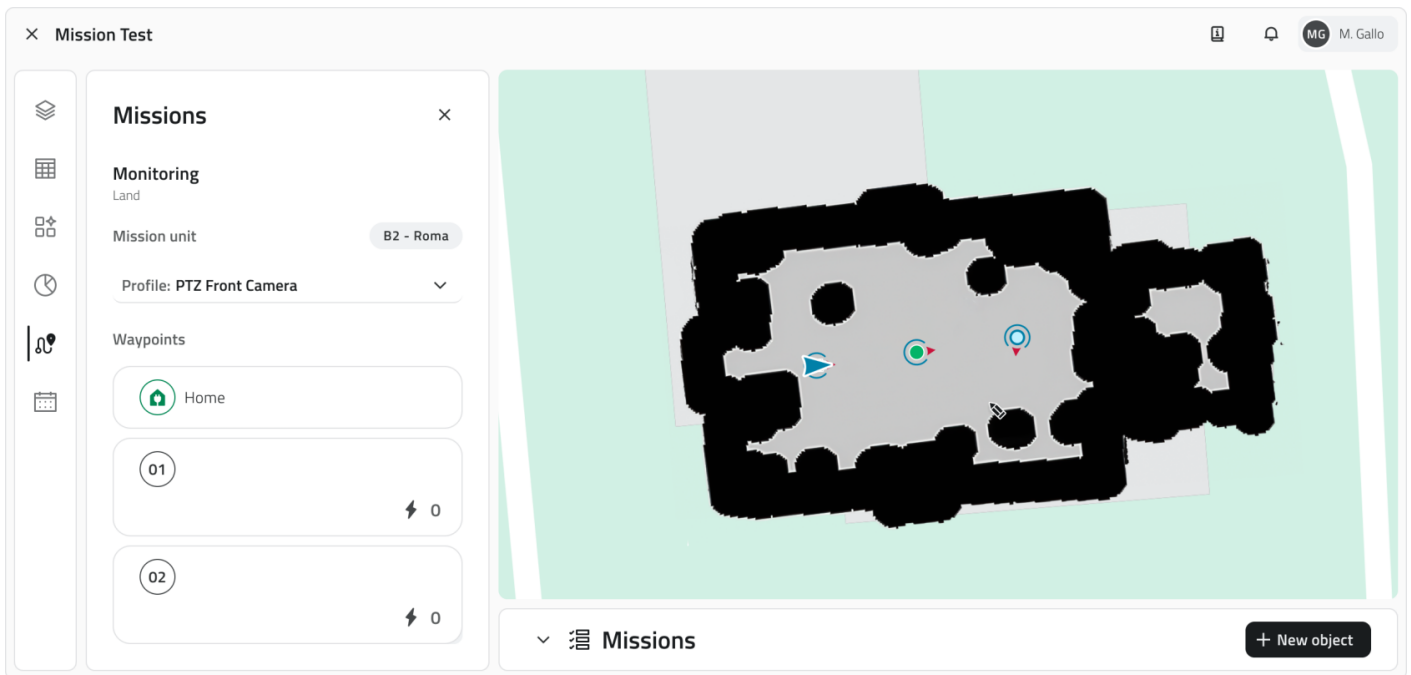 Mission Test
MG M. Gallo
Missions
Monitoring
Land
Mission unit B2 - Roma
Profile: PTZ Front Camera
Waypoints
Home
01
0
02
0
Missions
+ New object